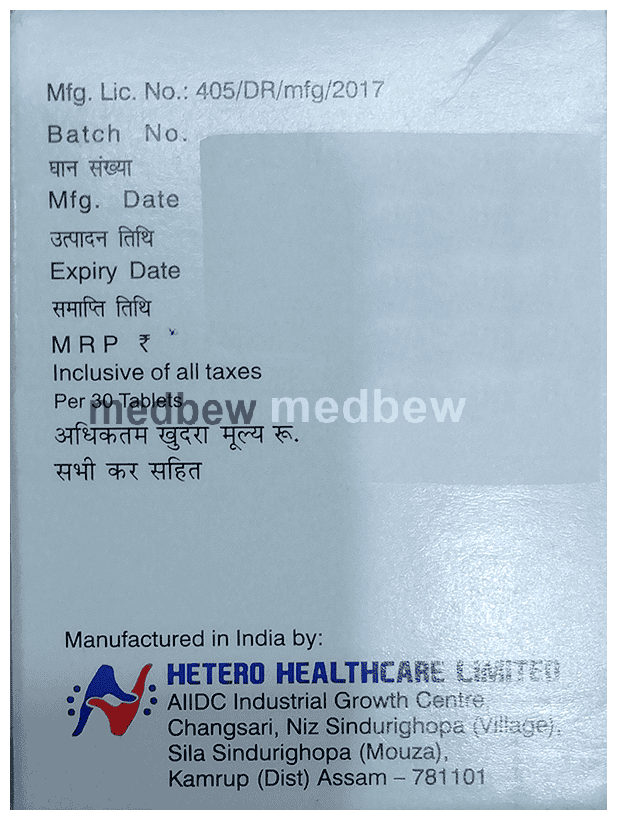 Mfg. Lic. No.: 405/DR/mfg/2017
Batch No.
घान संख्या
Mfg. Date
उत्पादन तिथि
Expiry Date
समाप्ति तिथि
MRP ₹
Inclusive of all taxes
Per 30 Tablets
medbew medbew
अधिकतम खुदरा मूल्य रू.
सभी कर सहित
Manufactured in India by:
HETERO HEALTHCARE LIMITED
AIIDC Industrial Growth Centre
Changsari, Niz Sindurighopa (Village),
Sila Sindurighopa (Mouza),
Kamrup (Dist) Assam – 781101